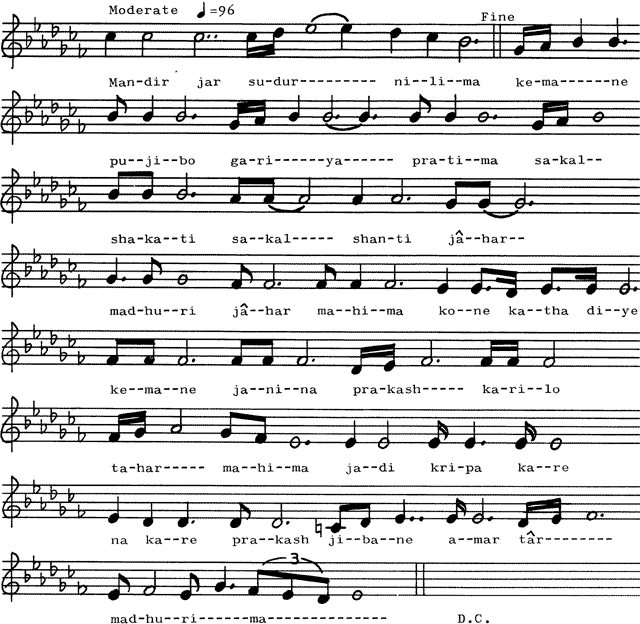 Moderate ♩=96
Fine
Man-dir jar su-dur--------- ni--li--ma ke-ma------ne
pu--ji--bo ga-ri------ya------ pra--ti--ma sa-kal--
sha-ka--ti sa-kal----- shan-ti jâ-har--
mad-hu--ri jâ-har ma--hi--ma ko--ne ka--tha di--ye
ke--ma--ne ja--ni--na pra-kash----- ka-ri--lo
ta-har------ ma--hi--ma ja--di kri-pa ka--re
na ka--re pra-kash ji--ba--ne a--mar târ---------
3
mad-hu--ri------ma--------------- D.C.